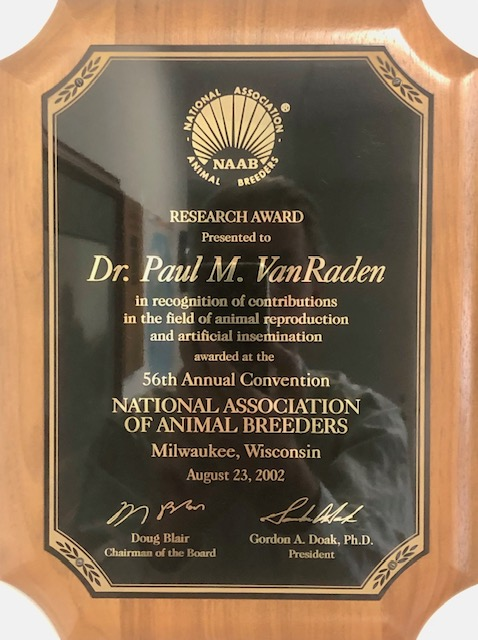 NATIONAL ASSOCIATION
®
NAAB
ANIMAL BREEDERS
RESEARCH AWARD
Presented to
Dr. Paul M. VanRaden
in recognition of contributions
in the field of animal reproduction
and artificial insemination
awarded at the
56th Annual Convention
NATIONAL ASSOCIATION
OF ANIMAL BREEDERS
Milwaukee, Wisconsin
August 23, 2002
Doug Blair
Gordon A. Doak, Ph.D.
Chairman of the Board
President